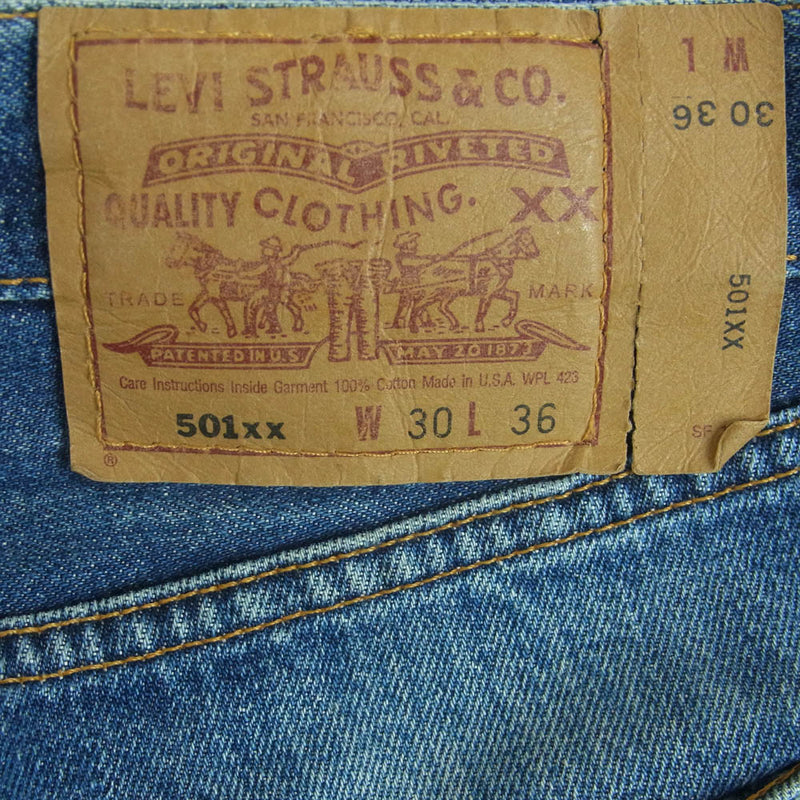 LEVI STRAUSS & CO.
SAN FRANCISCO, CAL.
ORIGINAL RIVETED
QUALITY CLOTHING. XX
TRADE MARK
PATENTED IN U.S. MAY 20 1873
Care Instructions Inside Garment 100% Cotton Made in U.S.A. WPL 423
501xx W 30 L 36
®
1 M
30 36
501XX
SF